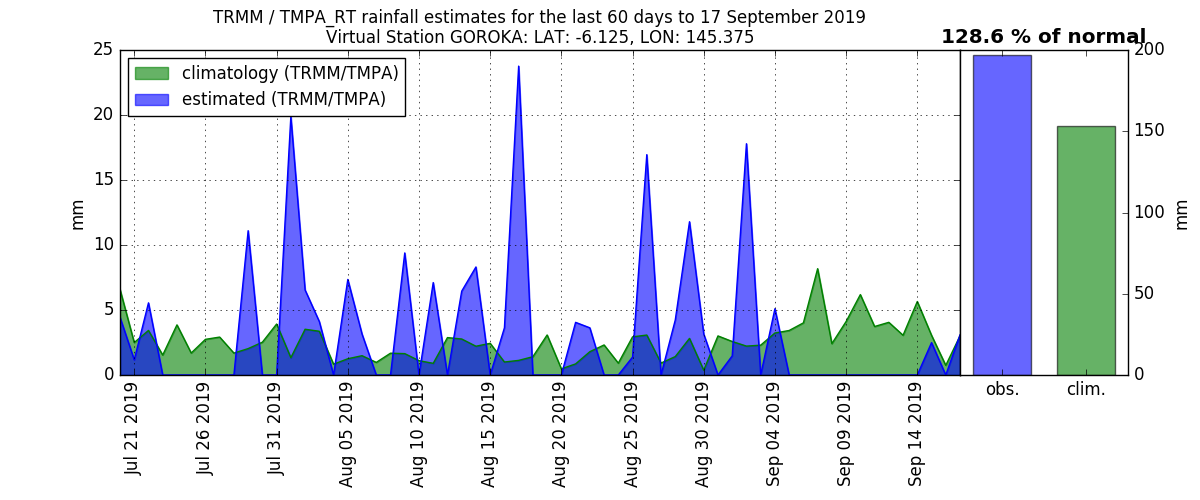 TRMM / TMPA_RT rainfall estimates for the last 60 days to 17 September 2019
Virtual Station GOROKA: LAT: -6.125, LON: 145.375
128.6 % of normal
climatology (TRMM/TMPA)
estimated (TRMM/TMPA)
25
20
15
10
5
0
mm
Jul 21 2019
Jul 26 2019
Jul 31 2019
Aug 05 2019
Aug 10 2019
Aug 15 2019
Aug 20 2019
Aug 25 2019
Aug 30 2019
Sep 04 2019
Sep 09 2019
Sep 14 2019
200
150
100
50
0
mm
obs.
clim.